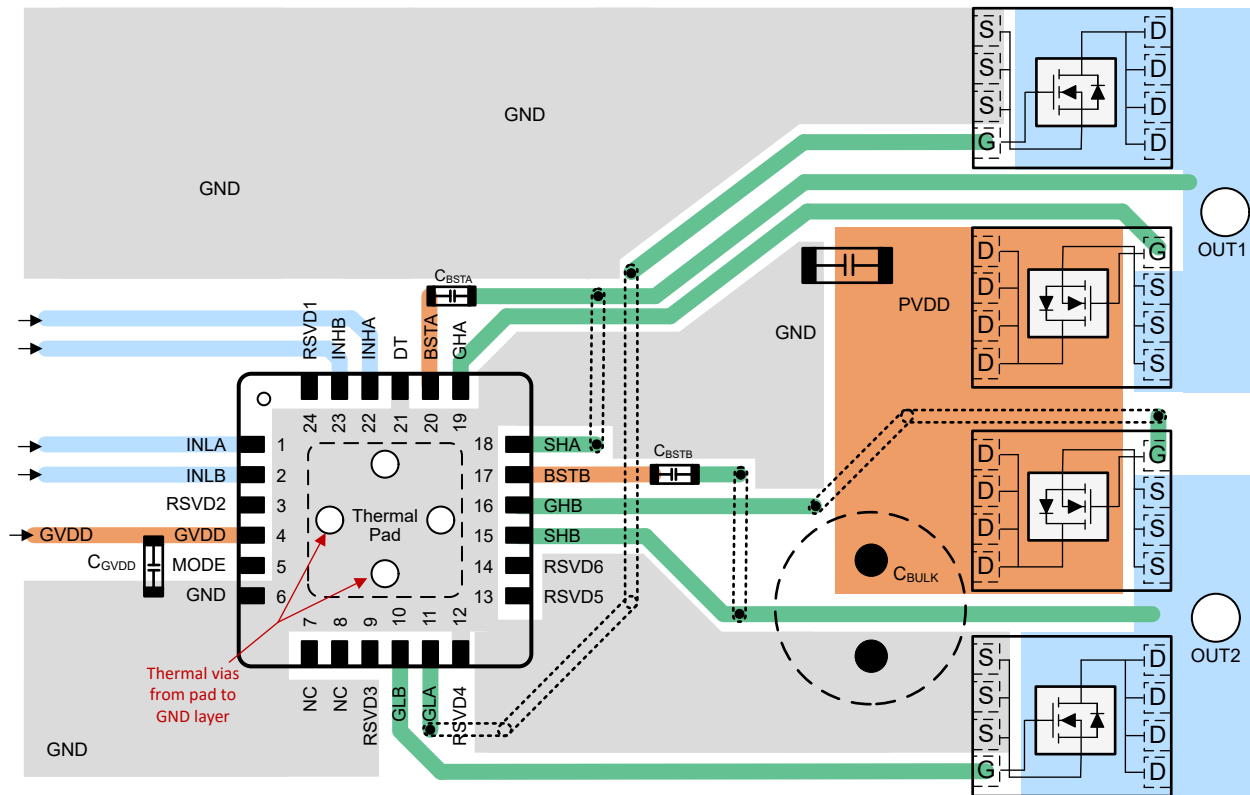 S
D
S
D
GND
S
D
G
D
GND
OUT1
D
G
D
S
PVDD
D
S
D
S
GND
CBSTA
RSVD1
INHB
INHA
DT
BSTA
GHA
24
23
22
21
20
19
INLA
1
18
SHA
INLB
2
17
BSTB
CBSTB
RSVD2
3
16
GHB
GVDD
GVDD
4
15
SHB
MODE
5
14
RSVD6
GND
6
13
RSVD5
CGVDD
Thermal
Pad
7
8
9
10
11
12
NC
NC
RSVD3
GLB
GLA
RSVD4
Thermal vias
from pad to
GND layer
GND
D
G
D
S
D
S
D
S
CBULK
OUT2
S
D
S
D
S
D
G
D